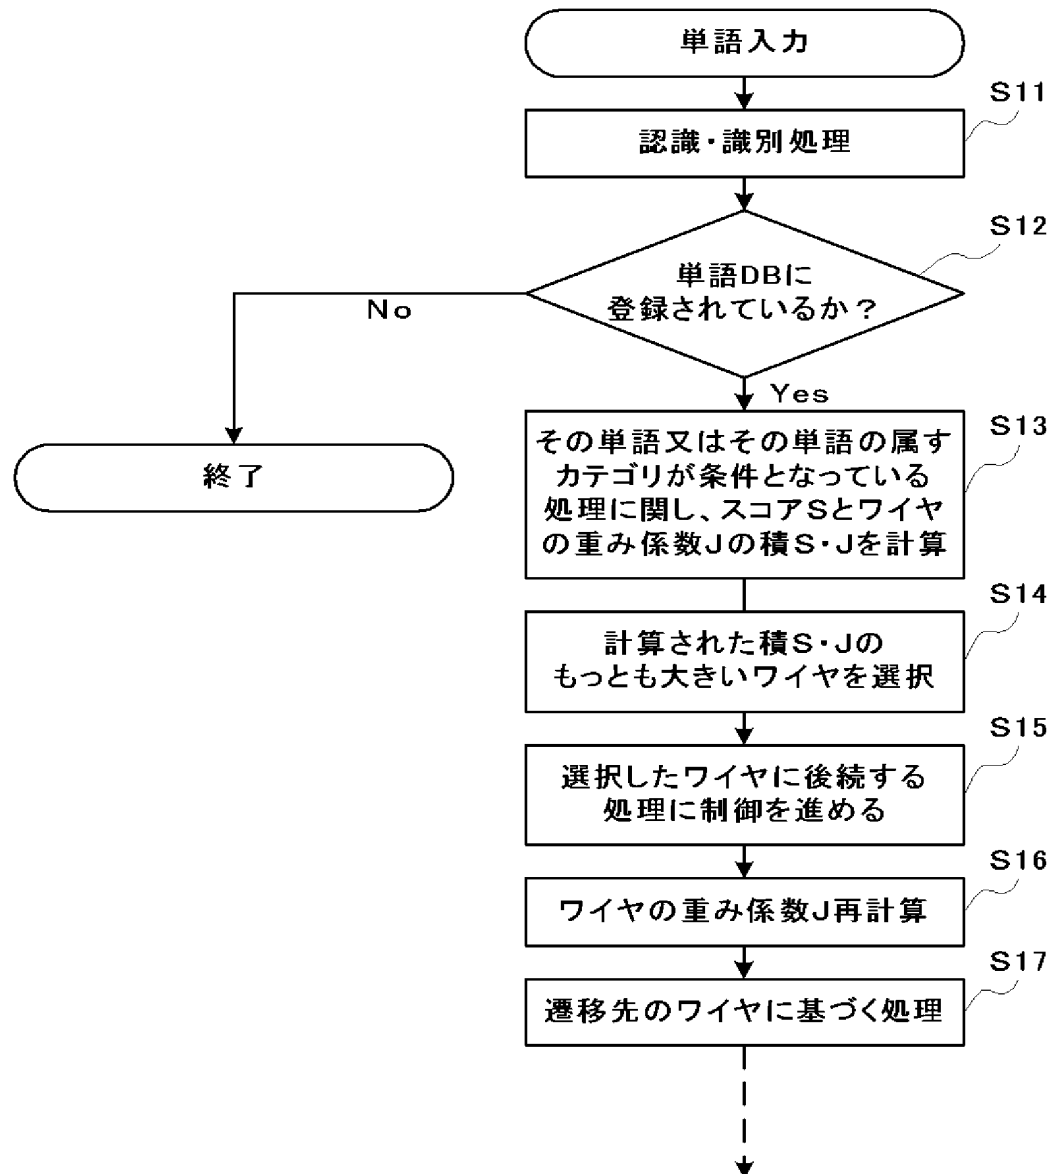 単語入力
S11
認識・識別処理
S12
単語DBに
登録されているか?
No
Yes
終了
S13
その単語又はその単語の属す
カテゴリが条件となっている
処理に関し、スコアSとワイヤ
の重み係数Jの積S・Jを計算
S14
計算された積S・Jの
もっとも大きいワイヤを選択
S15
選択したワイヤに後続する
処理に制御を進める
S16
ワイヤの重み係数J再計算
S17
遷移先のワイヤに基づく処理